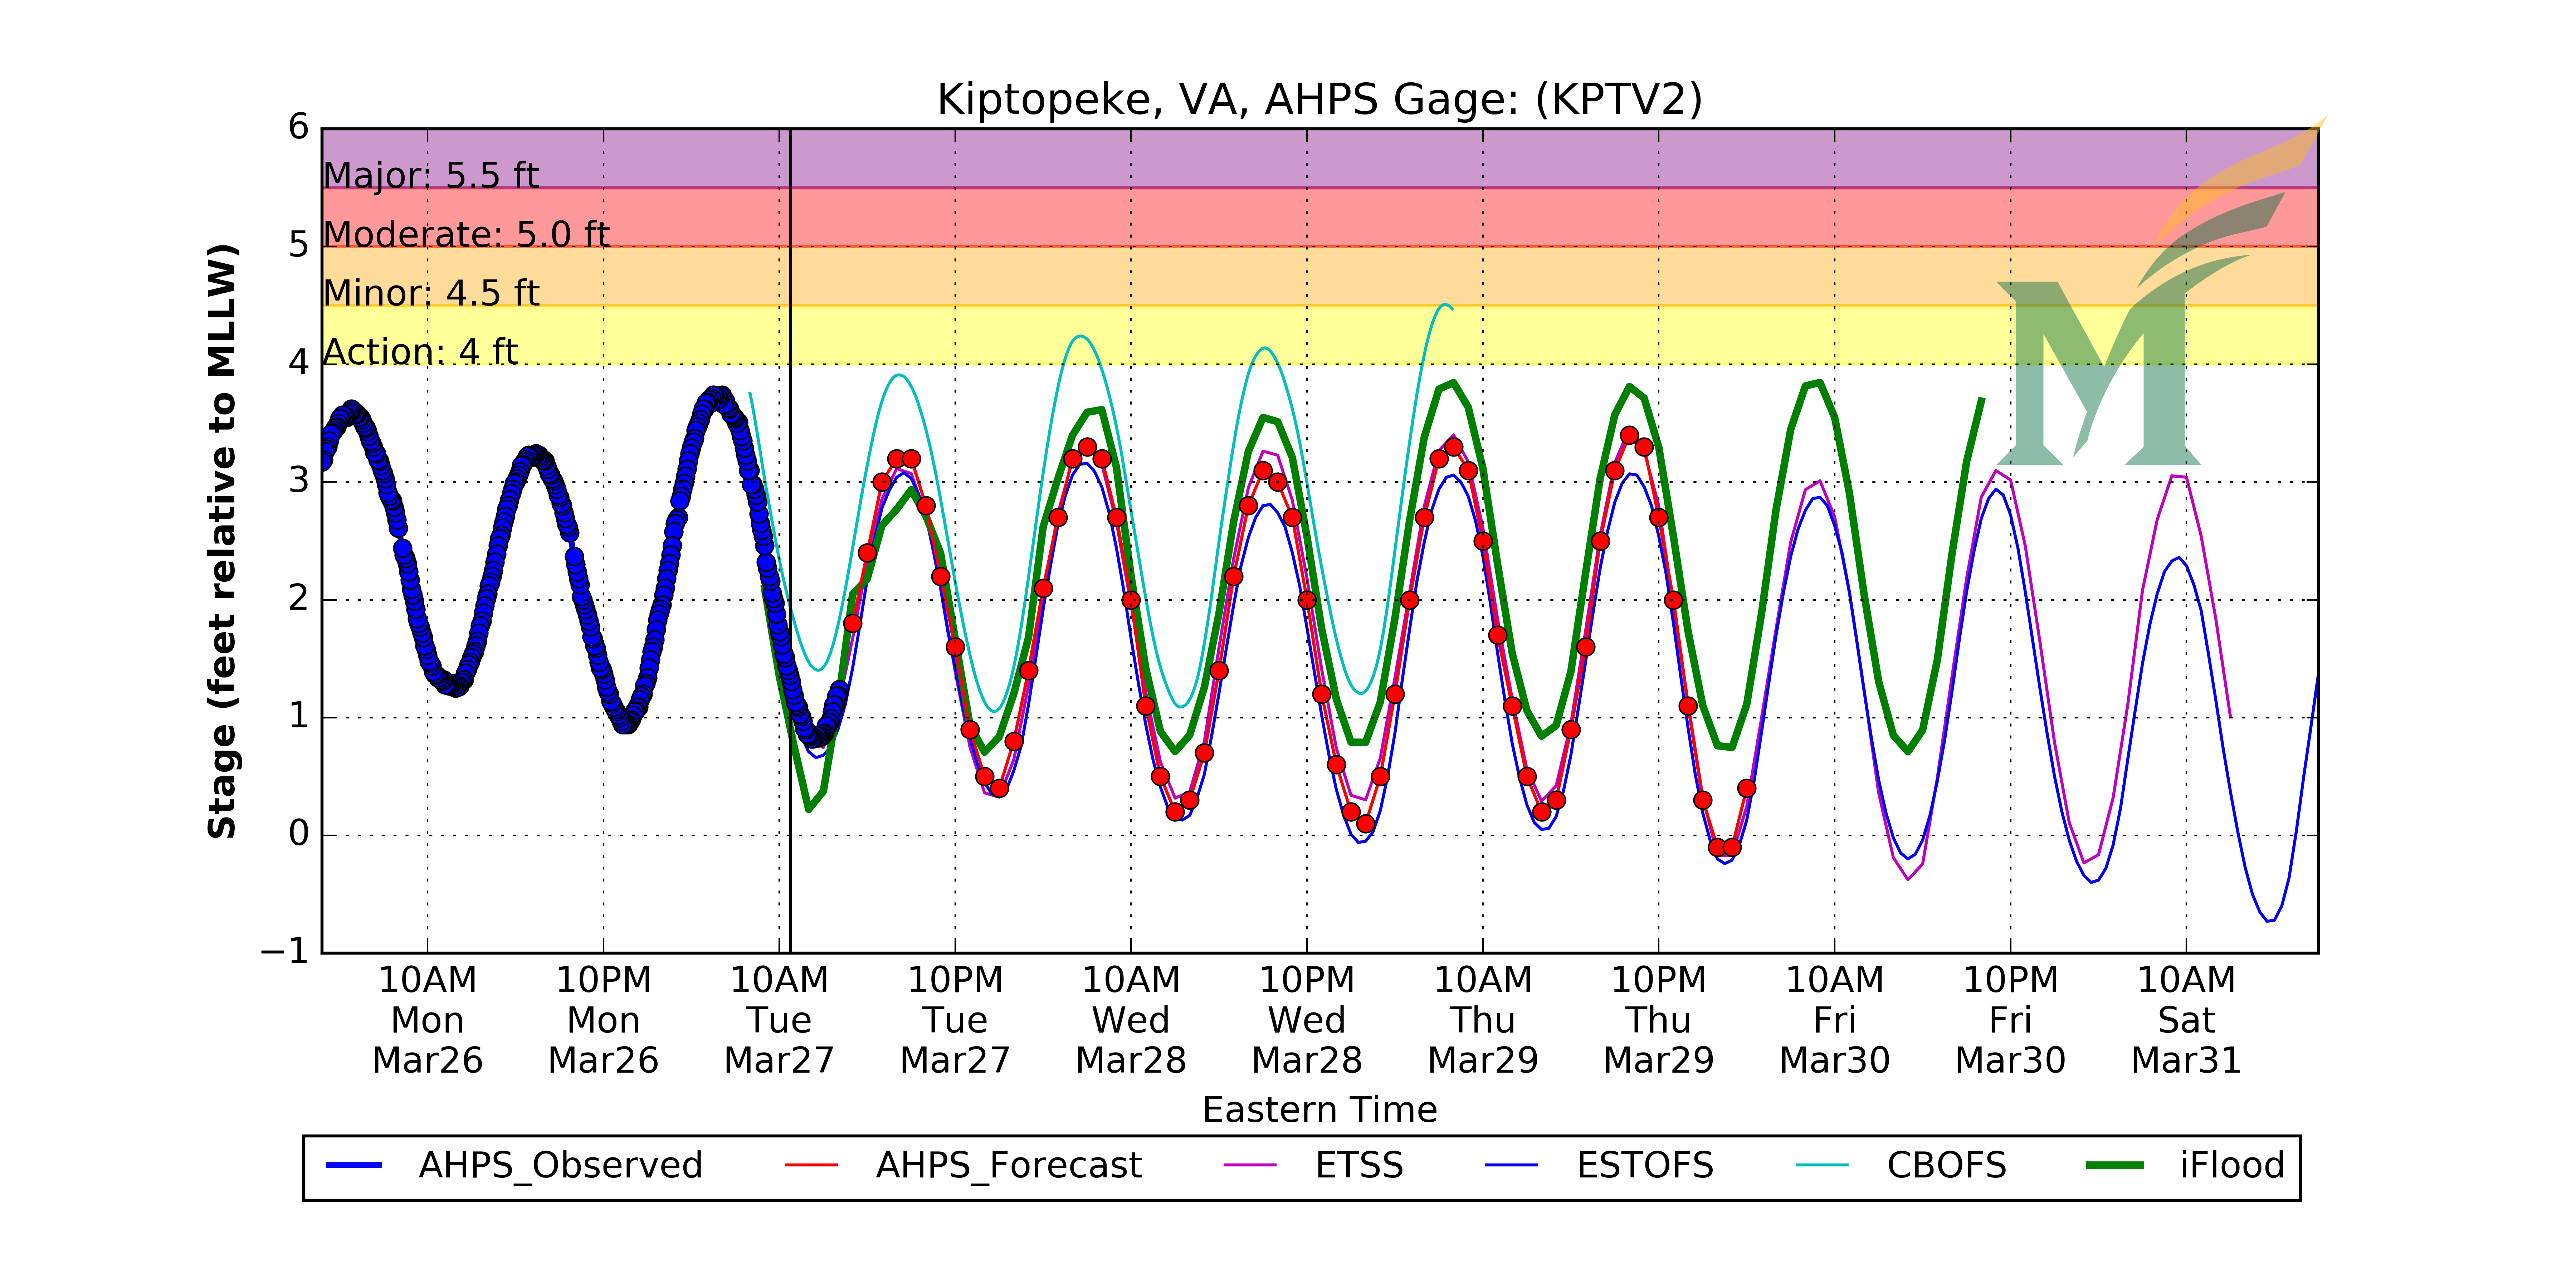 Kiptopeke, VA, AHPS Gage: (KPTV2)
Stage (feet relative to MLLW)
6
5
4
3
2
1
0
−1
Major: 5.5 ft
Moderate: 5.0 ft
Minor: 4.5 ft
Action: 4 ft
M
10AM 10PM 10AM 10PM 10AM 10PM 10AM 10PM 10AM 10PM 10AM
Mon Mon Tue Tue Wed Wed Thu Thu Fri Fri Sat
Mar26 Mar26 Mar27 Mar27 Mar28 Mar28 Mar29 Mar29 Mar30 Mar30 Mar31
Eastern Time
AHPS_Observed AHPS_Forecast ETSS ESTOFS CBOFS iFlood